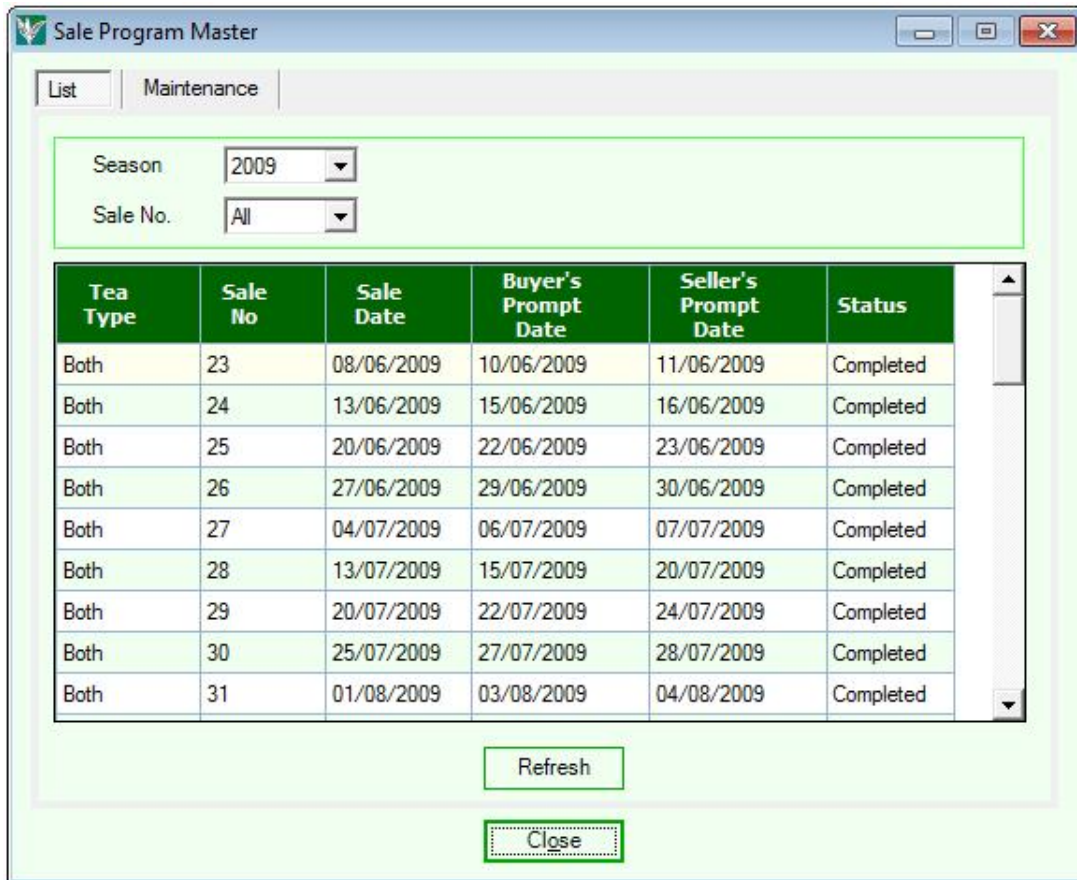 Sale Program Master
List Maintenance
Season 2009
Sale No. All
Tea Type Sale No Sale Date Buyer's Prompt Date Seller's Prompt Date Status
Both 23 08/06/2009 10/06/2009 11/06/2009 Completed
Both 24 13/06/2009 15/06/2009 16/06/2009 Completed
Both 25 20/06/2009 22/06/2009 23/06/2009 Completed
Both 26 27/06/2009 29/06/2009 30/06/2009 Completed
Both 27 04/07/2009 06/07/2009 07/07/2009 Completed
Both 28 13/07/2009 15/07/2009 20/07/2009 Completed
Both 29 20/07/2009 22/07/2009 24/07/2009 Completed
Both 30 25/07/2009 27/07/2009 28/07/2009 Completed
Both 31 01/08/2009 03/08/2009 04/08/2009 Completed
Refresh
Close